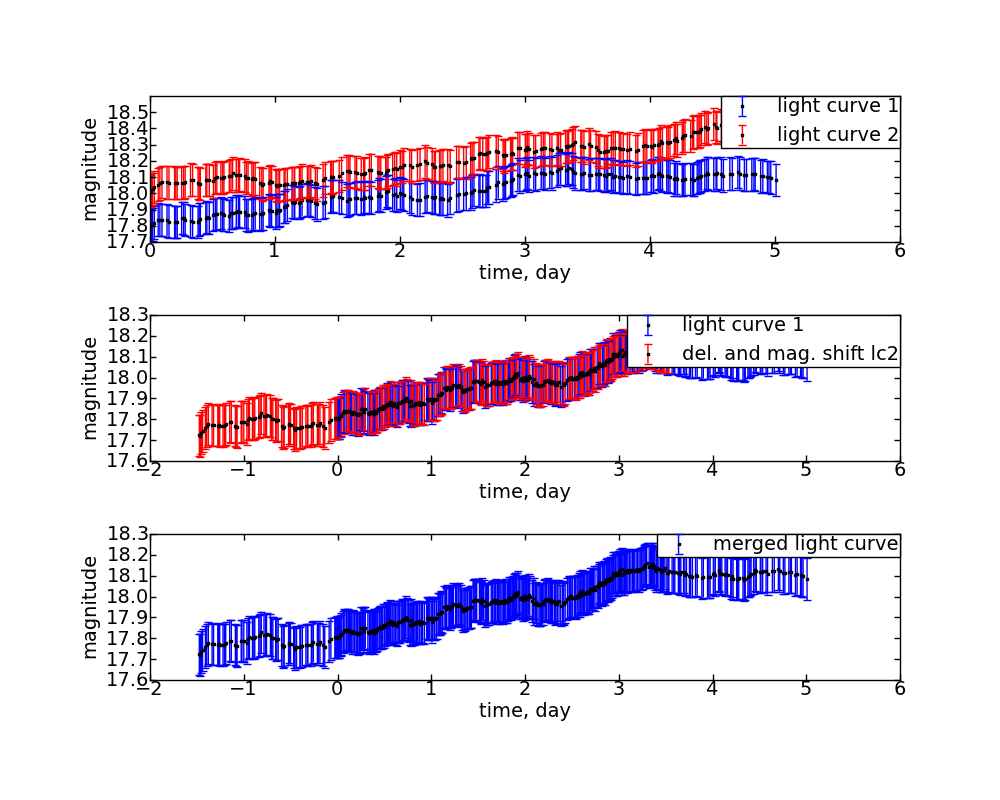 18.5
18.4
18.3
18.2
18.1
18.0
17.9
17.8
17.7
magnitude
light curve 1
light curve 2
0 1 2 3 4 5 6
time, day
18.3
18.2
18.1
18.0
17.9
17.8
17.7
17.6
magnitude
light curve 1
del. and mag. shift lc2
−2 −1 0 1 2 3 4 5 6
time, day
18.3
18.2
18.1
18.0
17.9
17.8
17.7
17.6
magnitude
merged light curve
−2 −1 0 1 2 3 4 5 6
time, day